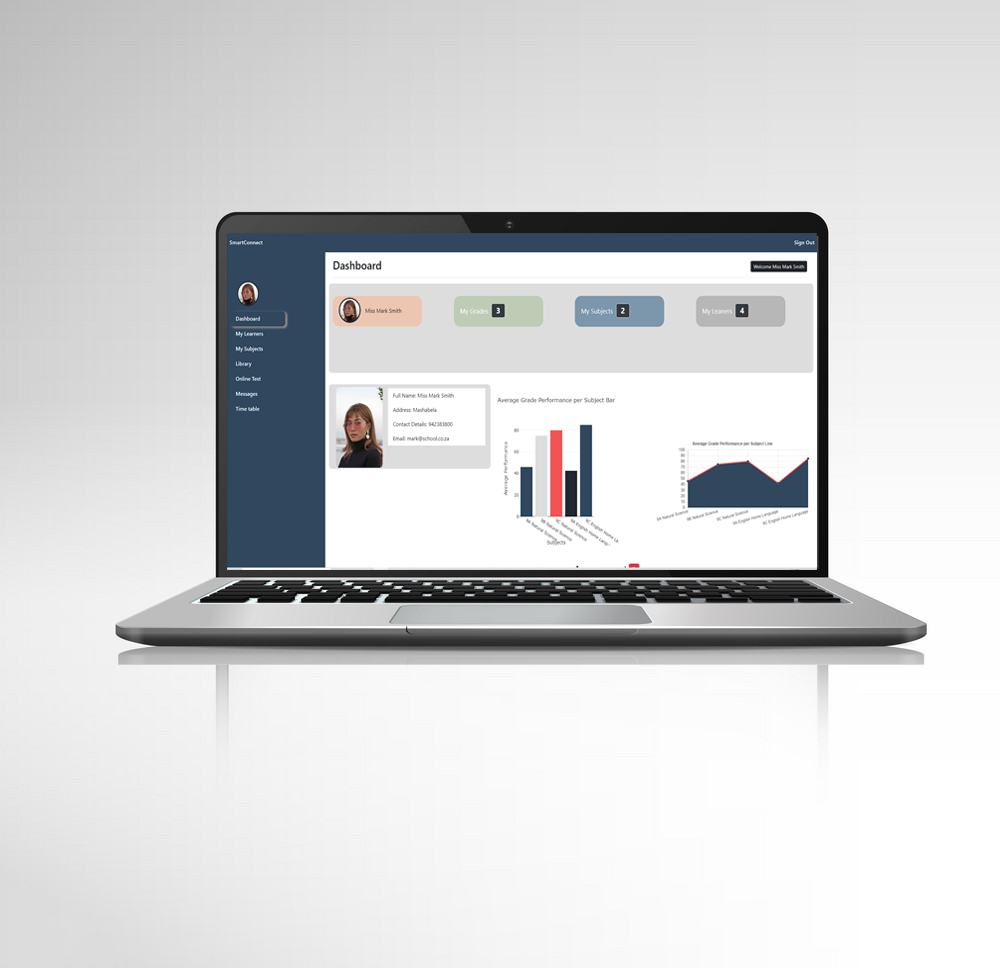 SmartConnect
Sign Out
Dashboard
Welcome Miss Mark Smith
Dashboard
My Learners
My Subjects
Library
Online Test
Messages
Time table
Miss Mark Smith
My Grades 3
My Subjects 2
My Leaners 4
Full Name: Miss Mark Smith
Address: Mashabela
Contact Details: 942383800
Email: mark@school.co.za
Average Grade Performance per Subject Bar
Average Performance
80
60
40
20
0
9A Natural Science
9B Natural Science
9C Natural Science
9A English Home Lang...
9C English Home La
Subjects
Average Grade Performance per Subject Line
100
90
80
70
60
50
40
30
20
10
0
9A Natural Science
9B Natural Science
9C Natural Science
9A English Home Language
9C English Home Language